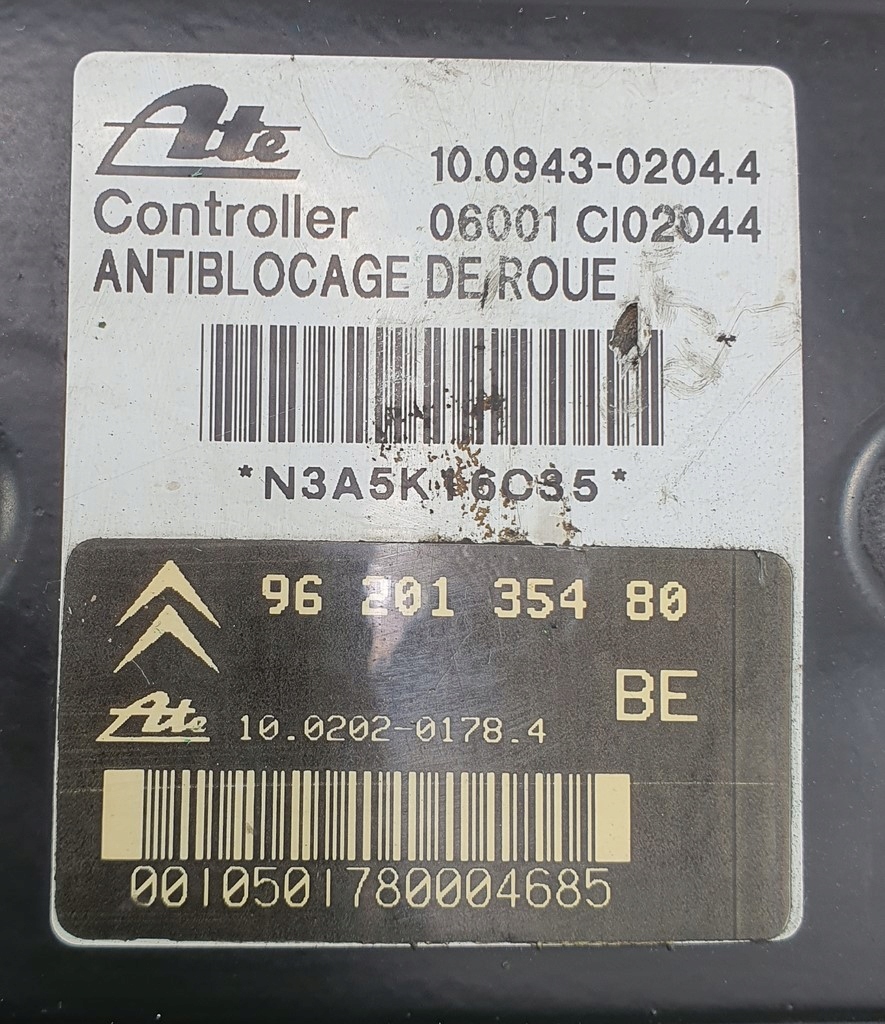 Ate
10.0943-0204.4
Controller 06001 CI02044
ANTIBLOCAGE DE ROUE
*N3A5K16C35*
96 201 354 80
BE
Ate 10.0202-0178.4
0010501780004685